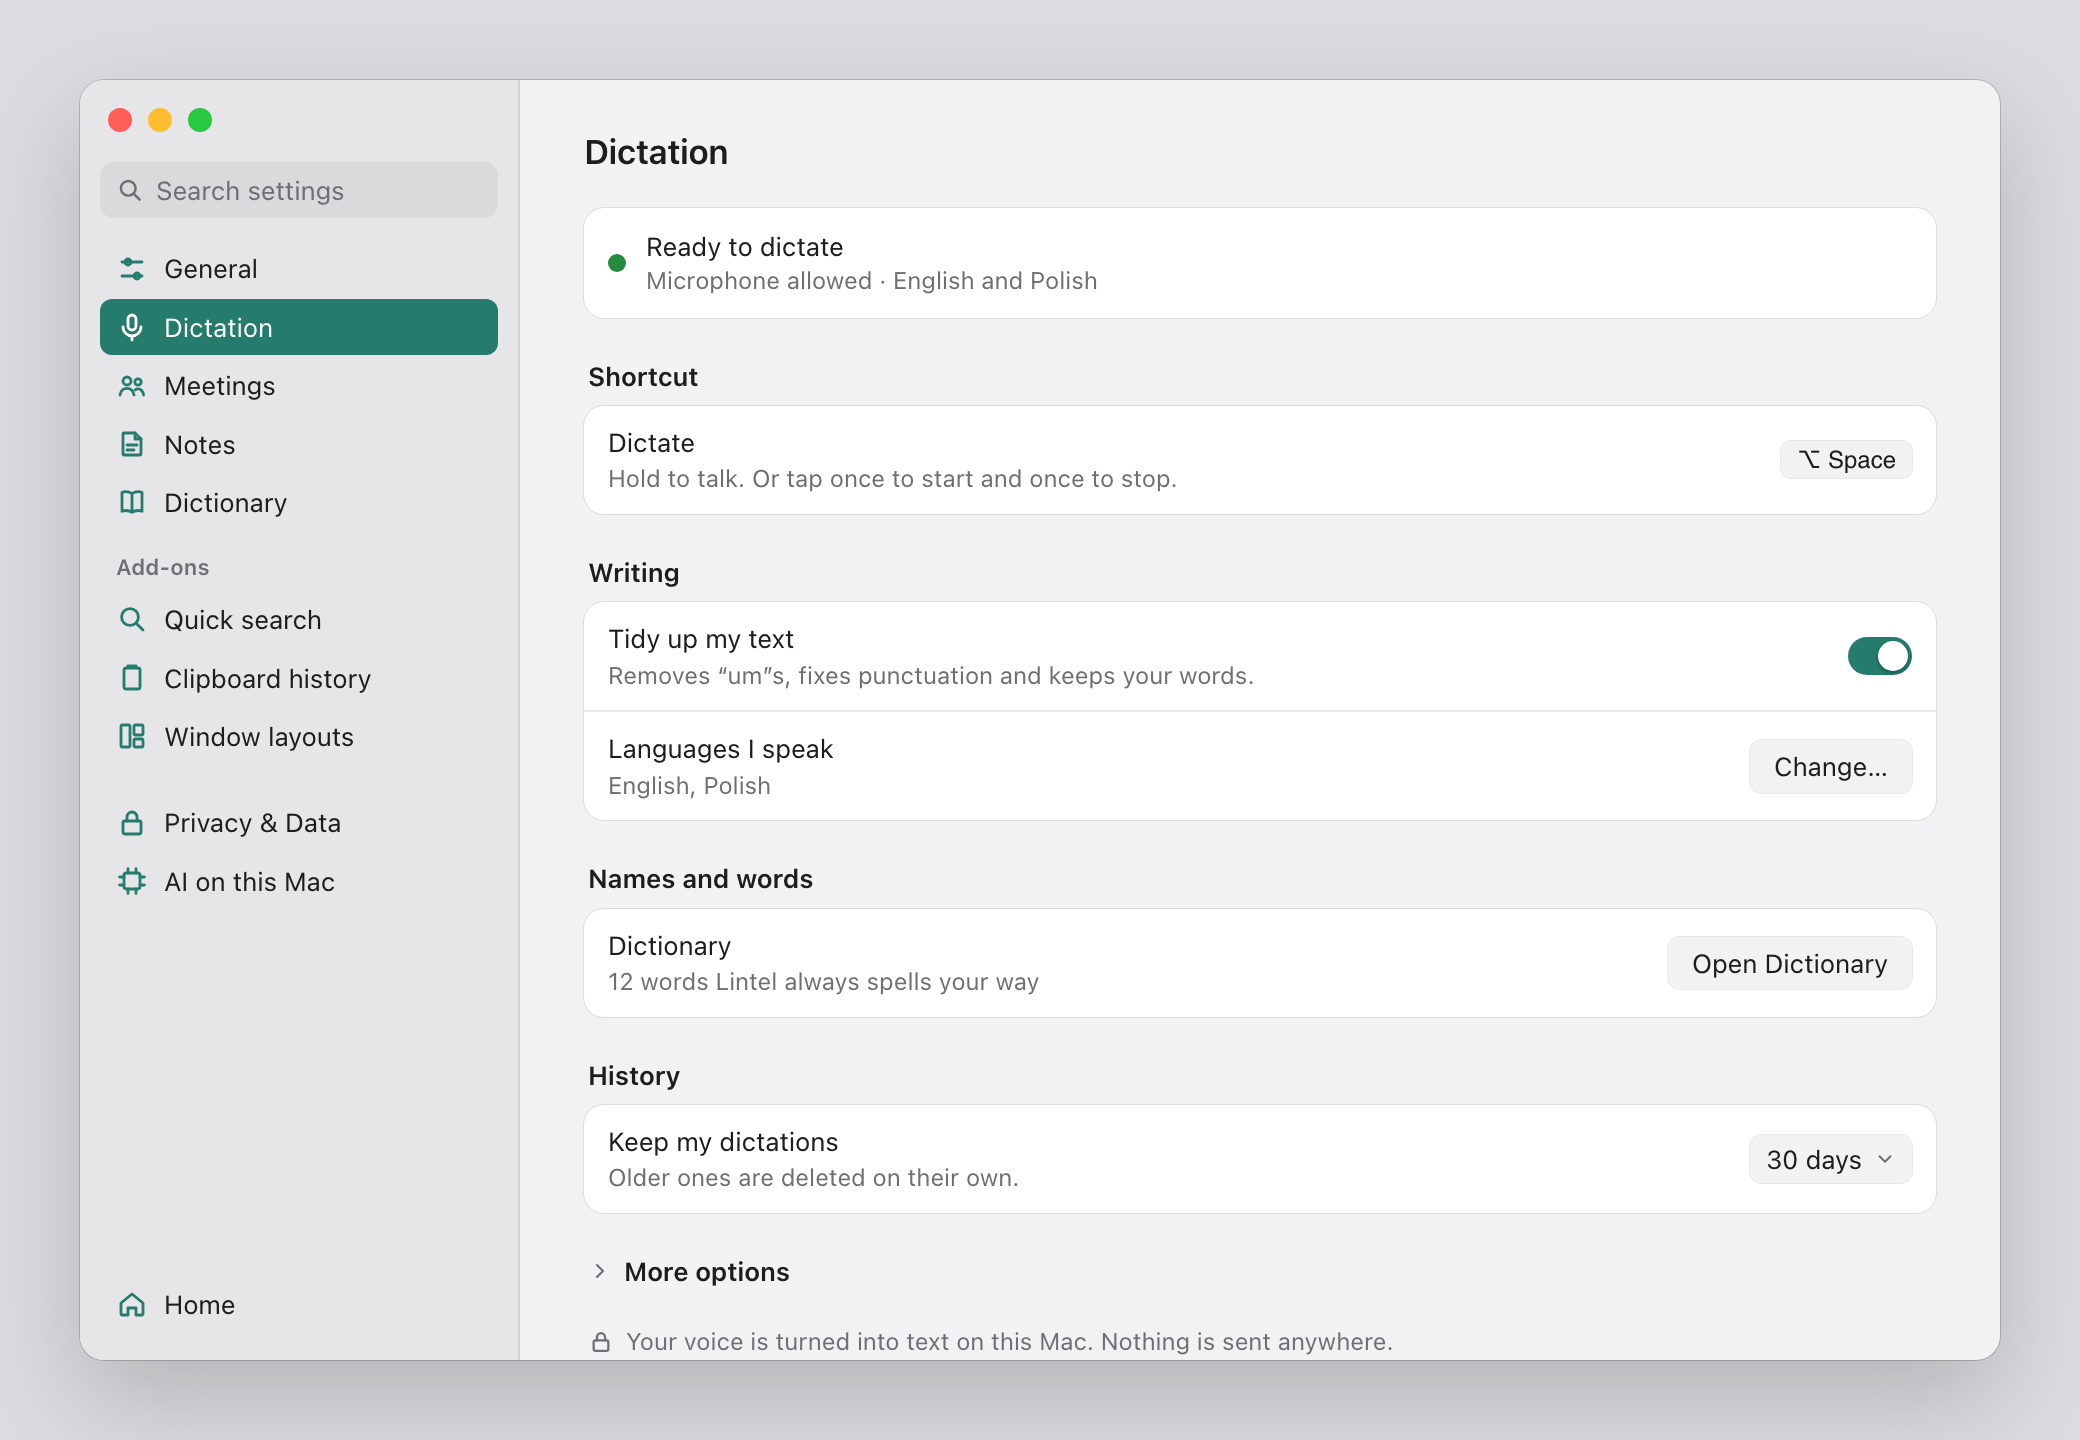 Search settings
General
Dictation
Meetings
Notes
Dictionary
Add-ons
Quick search
Clipboard history
Window layouts
Privacy & Data
AI on this Mac
Home
Dictation
Ready to dictate
Microphone allowed · English and Polish
Shortcut
Dictate
Hold to talk. Or tap once to start and once to stop.
⌥ Space
Writing
Tidy up my text
Removes “um”s, fixes punctuation and keeps your words.
Languages I speak
English, Polish
Change...
Names and words
Dictionary
12 words Lintel always spells your way
Open Dictionary
History
Keep my dictations
Older ones are deleted on their own.
30 days
More options
Your voice is turned into text on this Mac. Nothing is sent anywhere.